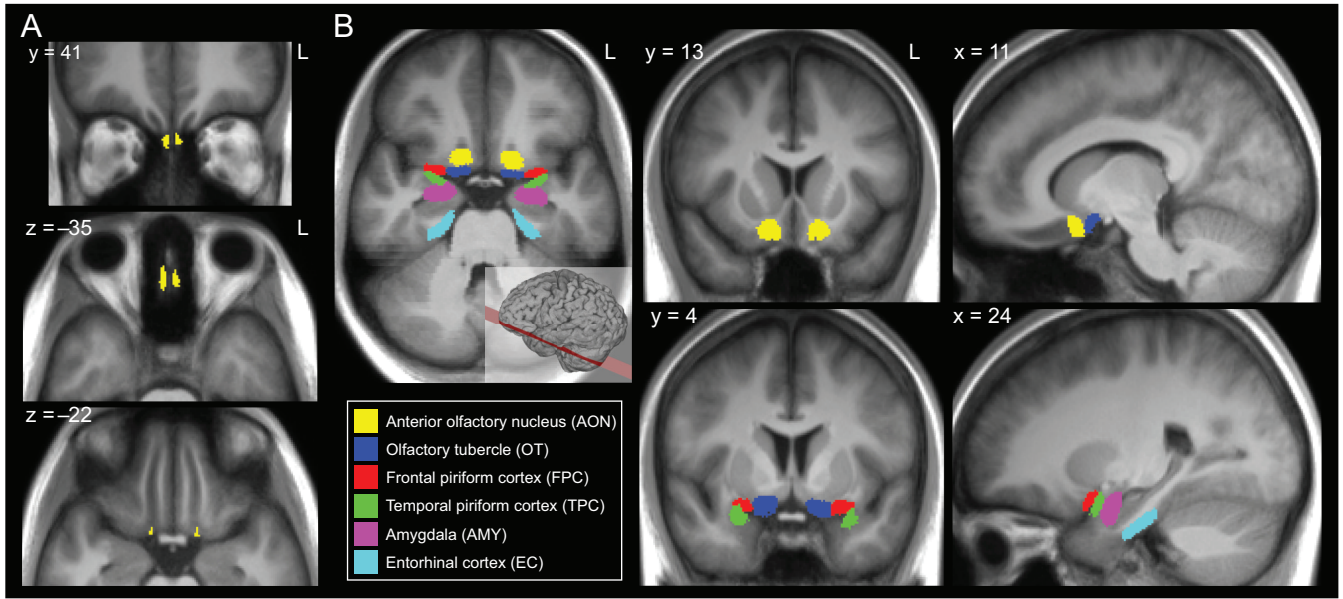 A
y = 41
L
z = –35
L
z = –22
B
L
y = 13
L
x = 11
y = 4
x = 24
Anterior olfactory nucleus (AON)
Olfactory tubercle (OT)
Frontal piriform cortex (FPC)
Temporal piriform cortex (TPC)
Amygdala (AMY)
Entorhinal cortex (EC)